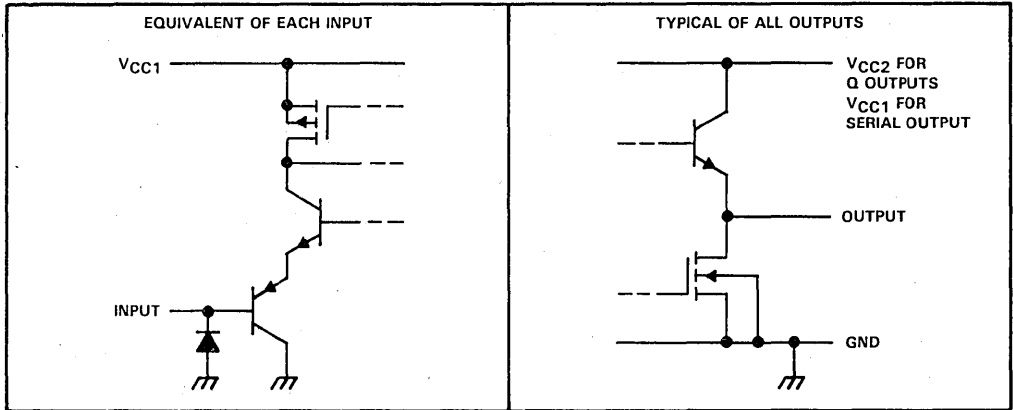 EQUIVALENT OF EACH INPUT
VCC1
INPUT
TYPICAL OF ALL OUTPUTS
VCC2 FOR
Q OUTPUTS
VCC1 FOR
SERIAL OUTPUT
OUTPUT
GND